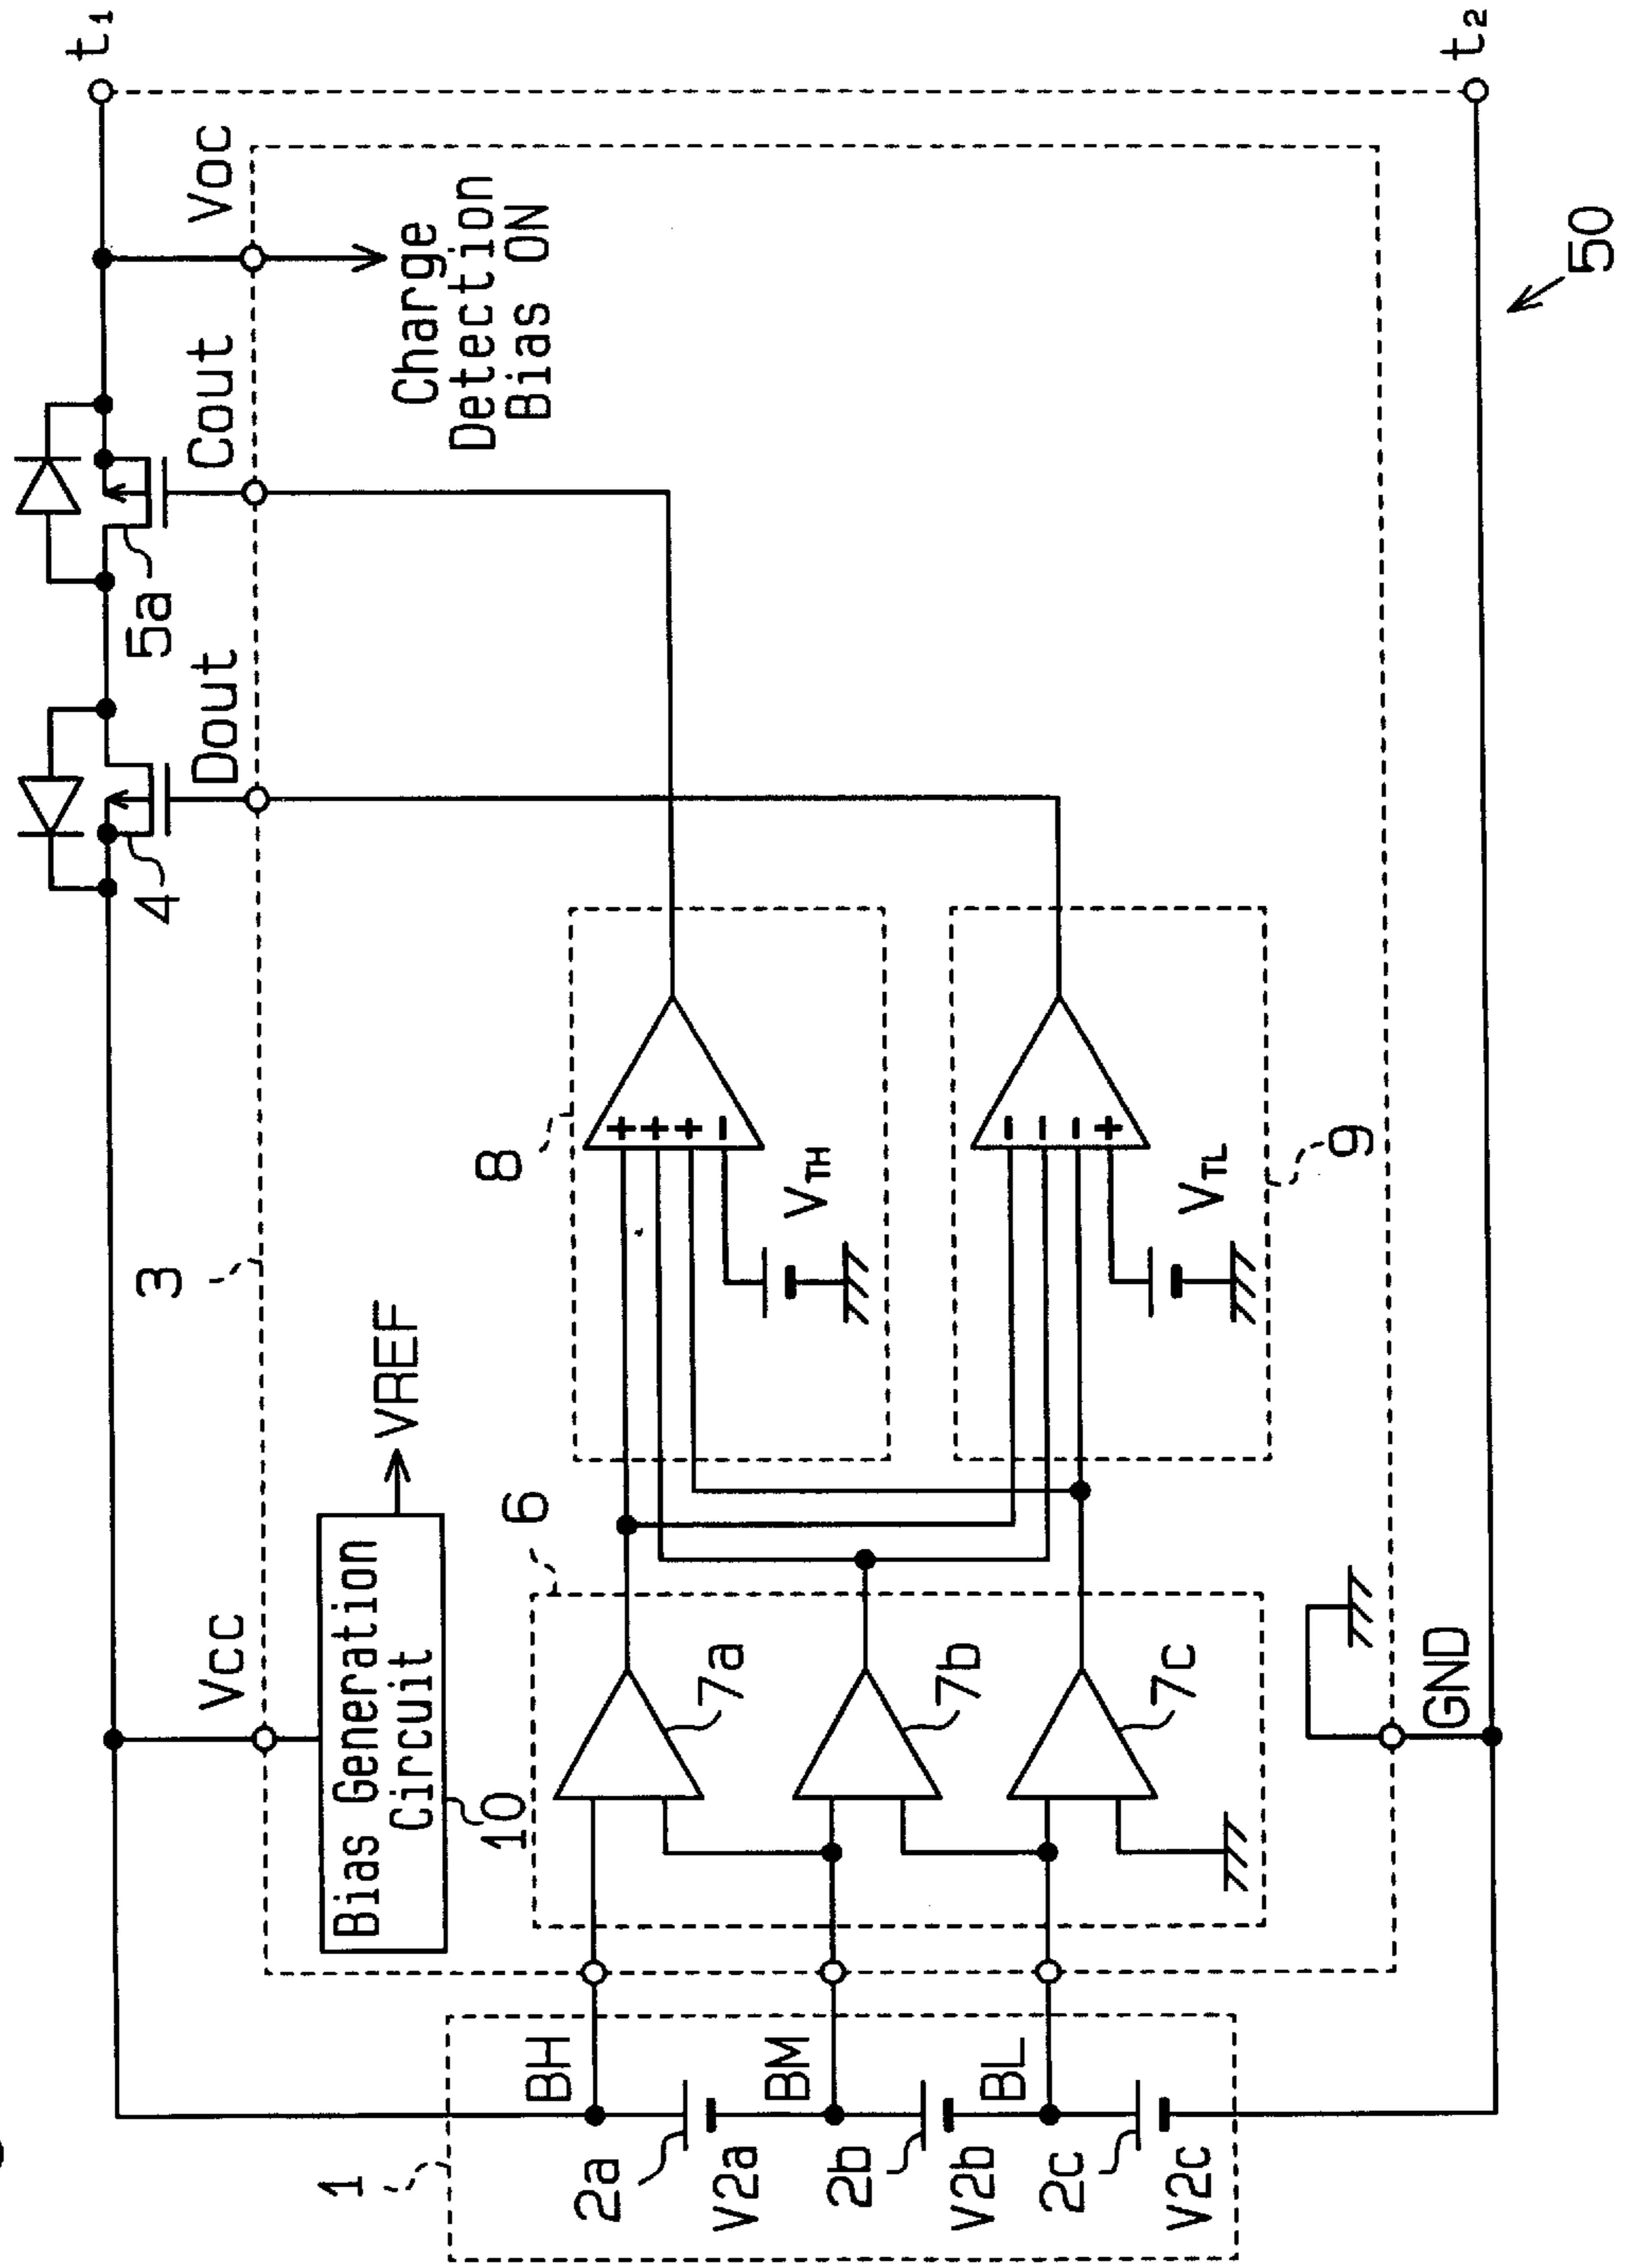 t1
Voc
Cout
Dout
5a
4
Charge
Detection
Bias ON
3
Vcc
Bias Generation
Circuit
VREF
10
8
+
+
+
−
VTH
6
7a
7b
7c
−
−
−
+
VTL
9
1
BH
2a
V2a
BM
2b
V2b
BL
2c
V2c
GND
t2
50